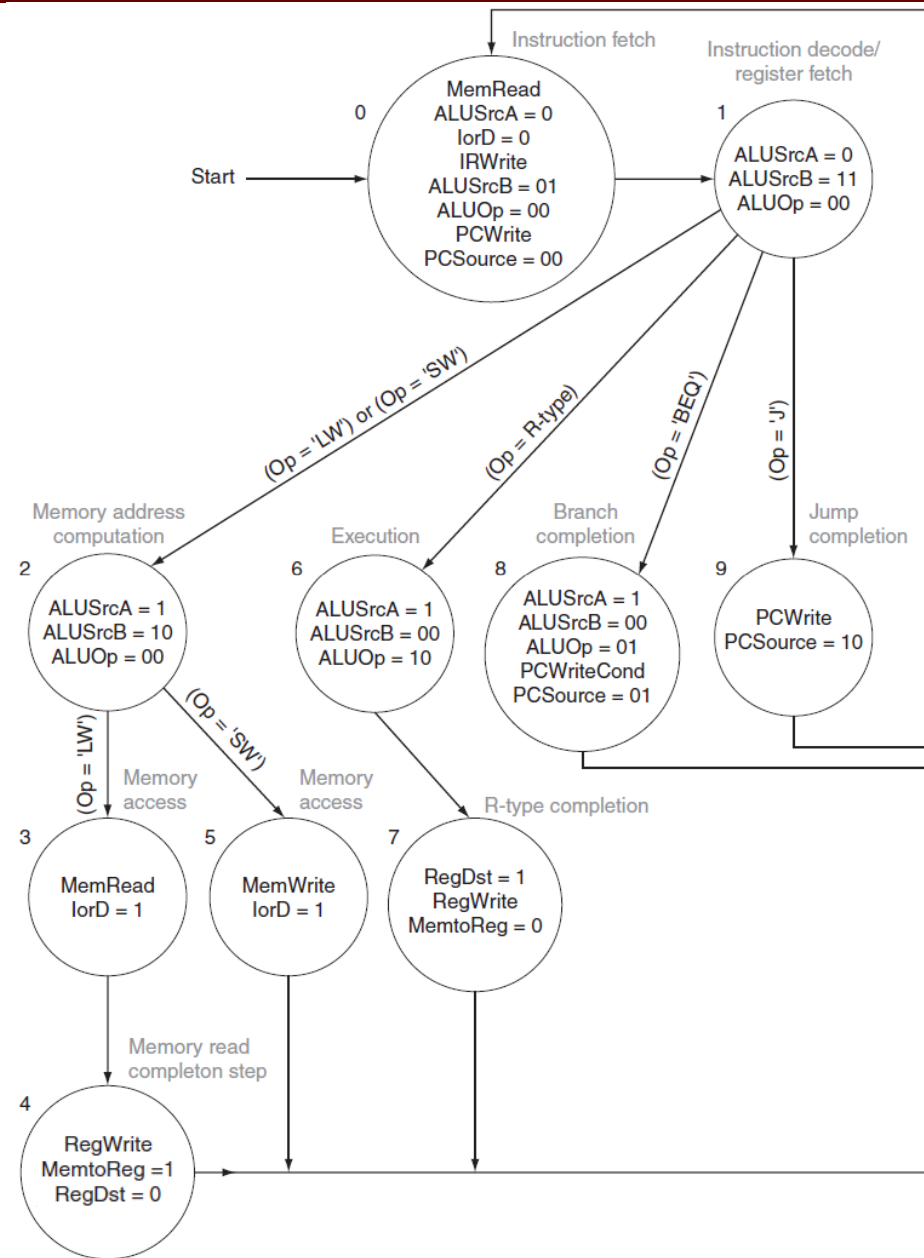 Instruction fetch
Instruction decode/
register fetch
0
MemRead
ALUSrcA = 0
IorD = 0
IRWrite
ALUSrcB = 01
ALUOp = 00
PCWrite
PCSource = 00
1
ALUSrcA = 0
ALUSrcB = 11
ALUOp = 00
Start
(Op = 'LW') or (Op = 'SW')
(Op = R-type)
(Op = 'BEQ')
(Op = 'J')
Memory address
computation
2
ALUSrcA = 1
ALUSrcB = 10
ALUOp = 00
Execution
6
ALUSrcA = 1
ALUSrcB = 00
ALUOp = 10
Branch
completion
8
ALUSrcA = 1
ALUSrcB = 00
ALUOp = 01
PCWriteCond
PCSource = 01
Jump
completion
9
PCWrite
PCSource = 10
(Op = 'LW')
(Op = 'SW')
Memory
access
3
MemRead
IorD = 1
Memory
access
5
MemWrite
IorD = 1
R-type completion
7
RegDst = 1
RegWrite
MemtoReg = 0
Memory read
completon step
4
RegWrite
MemtoReg =1
RegDst = 0